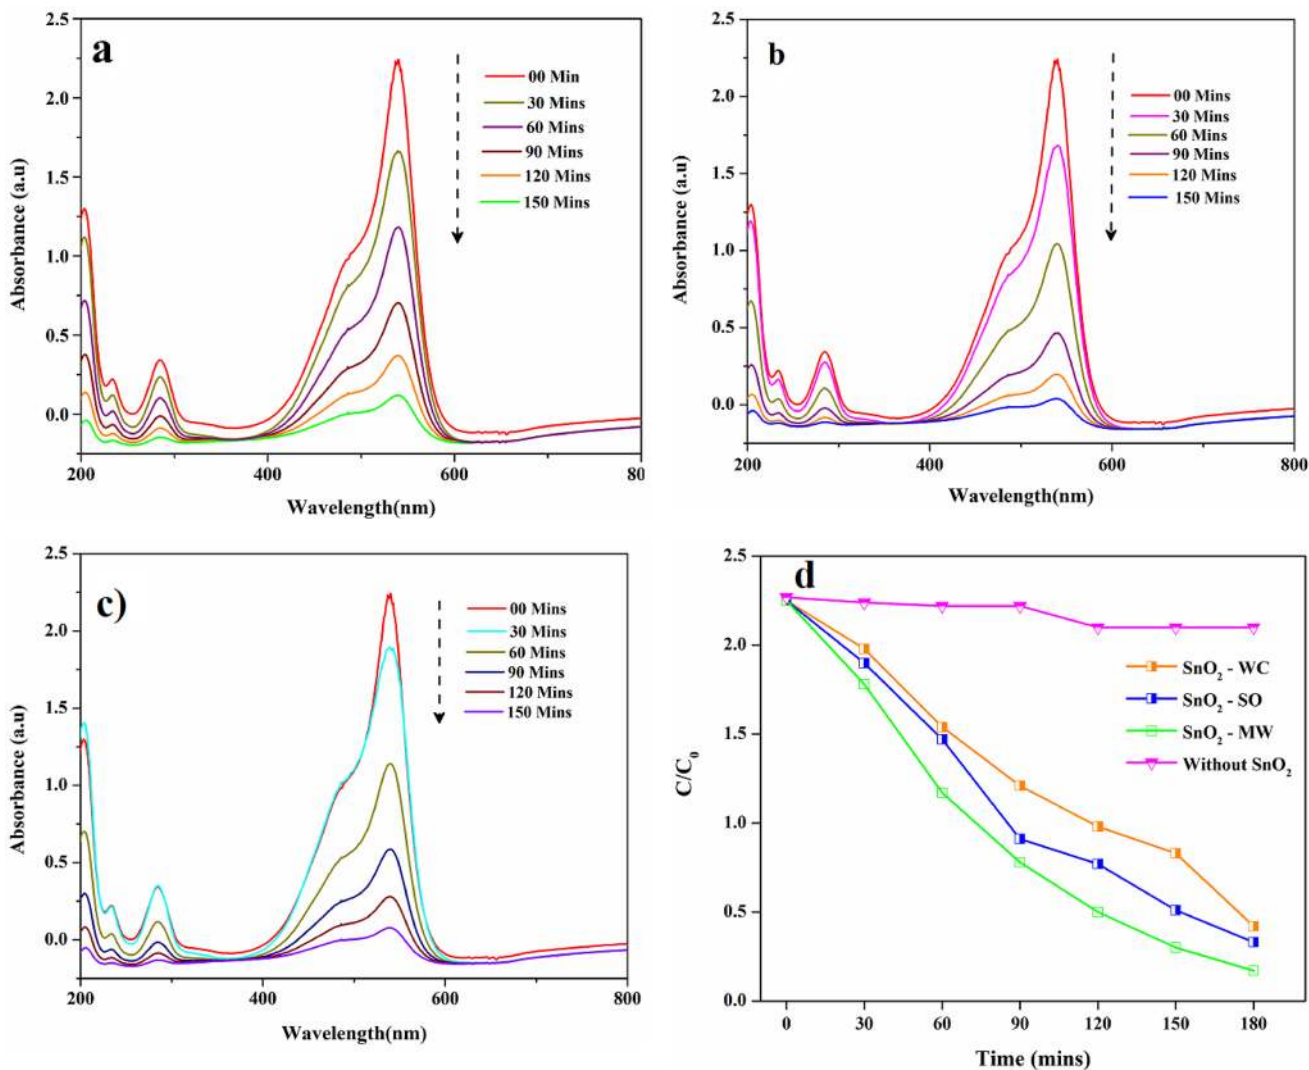 a
2.5
2.0
1.5
1.0
0.5
0.0
Absorbance (a.u)
00 Min
30 Mins
60 Mins
90 Mins
120 Mins
150 Mins
200
400
600
80
Wavelength(nm)
b
2.5
2.0
1.5
1.0
0.5
0.0
Absorbance (a.u)
00 Mins
30 Mins
60 Mins
90 Mins
120 Mins
150 Mins
200
400
600
800
Wavelength(nm)
c)
2.5
2.0
1.5
1.0
0.5
0.0
Absorbance (a.u)
00 Mins
30 Mins
60 Mins
90 Mins
120 Mins
150 Mins
200
400
600
800
Wavelength(nm)
d
2.5
2.0
1.5
1.0
0.5
0.0
C/C₀
SnO₂ - WC
SnO₂ - SO
SnO₂ - MW
Without SnO₂
0
30
60
90
120
150
180
Time (mins)